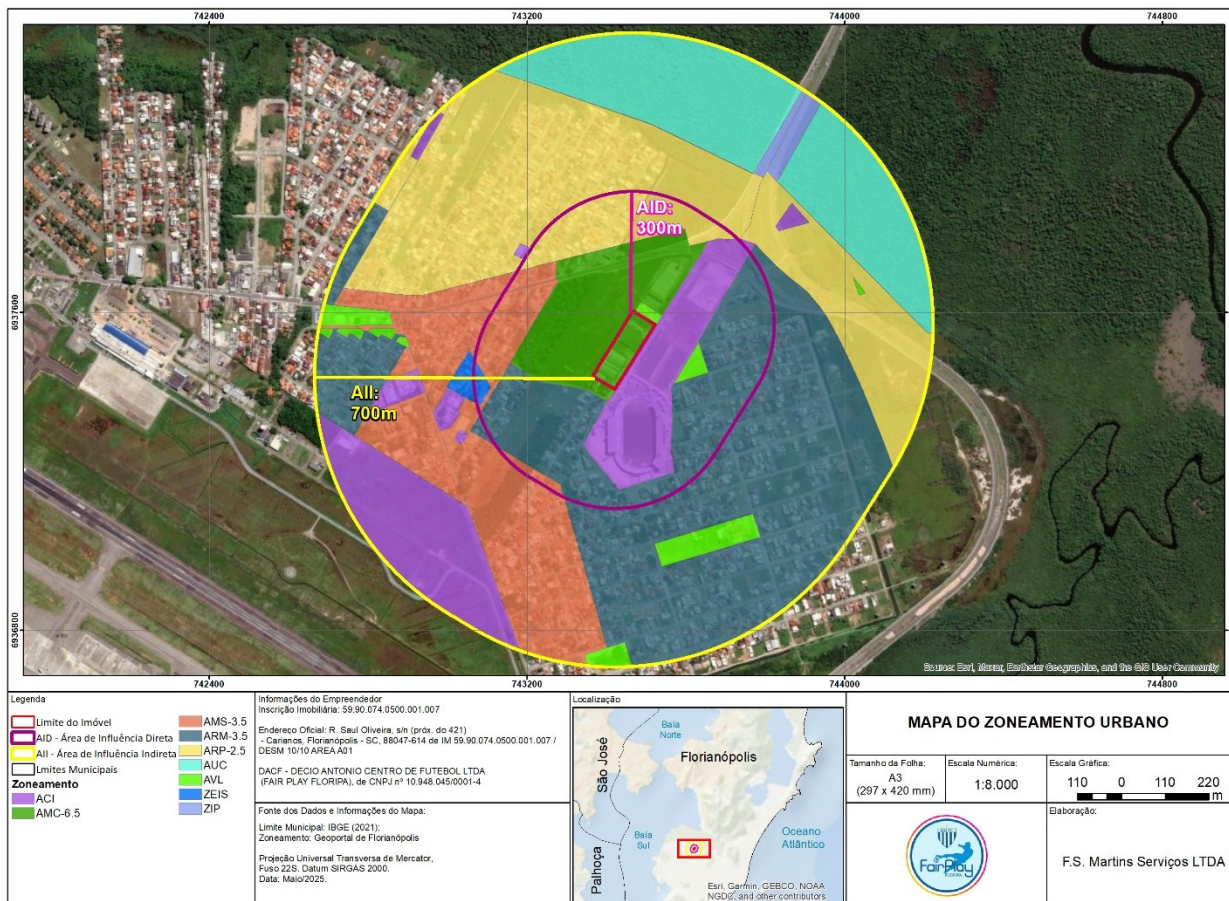 742400
743200
744000
744800
6937600
6936800
AID:
300m
AII:
700m
Source: Esri, Maxar, Earthstar Geographics, and the GIS User Community
742400
743200
744000
744800
Legenda
Limite do Imóvel
AID - Área de Influência Direta
AII - Área de Influência Indireta
Lmites Municipais
Zoneamento
ACI
AMC-6.5
AMS-3.5
ARM-3.5
ARP-2.5
AUC
AVL
ZEIS
ZIP
Informações do Empreendedor
Inscrição Imobiliária: 59.90.074.0500.001.007
Endereço Oficial: R. Saul Oliveira, s/n (próx. do 421)
- Carianos, Florianópolis - SC, 88047-614 de IM 59.90.074.0500.001.007 /
DESM 10/10 AREA A01
DACF - DECIO ANTONIO CENTRO DE FUTEBOL LTDA
(FAIR PLAY FLORIPA), de CNPJ nº 10.948.045/0001-4
Fonte dos Dados e Informações do Mapa:
Limite Municipal: IBGE (2021);
Zoneamento: Geoportal de Florianópolis
Projeção Universal Transversa de Mercator,
Fuso 22S. Datum SIRGAS 2000.
Data: Maio/2025.
Localização
São José
Baía
Norte
Florianópolis
Baía
Sul
Palhoça
Oceano
Atlântico
Esri, Garmin, GEBCO, NOAA
NGDC, and other contributors
MAPA DO ZONEAMENTO URBANO
Tamanho da Folha:
A3
(297 x 420 mm)
Escala Numérica:
1:8.000
Escala Gráfica:
110 0 110 220
m
Elaboração:
FairPlay
FLORIPA
F.S. Martins Serviços LTDA